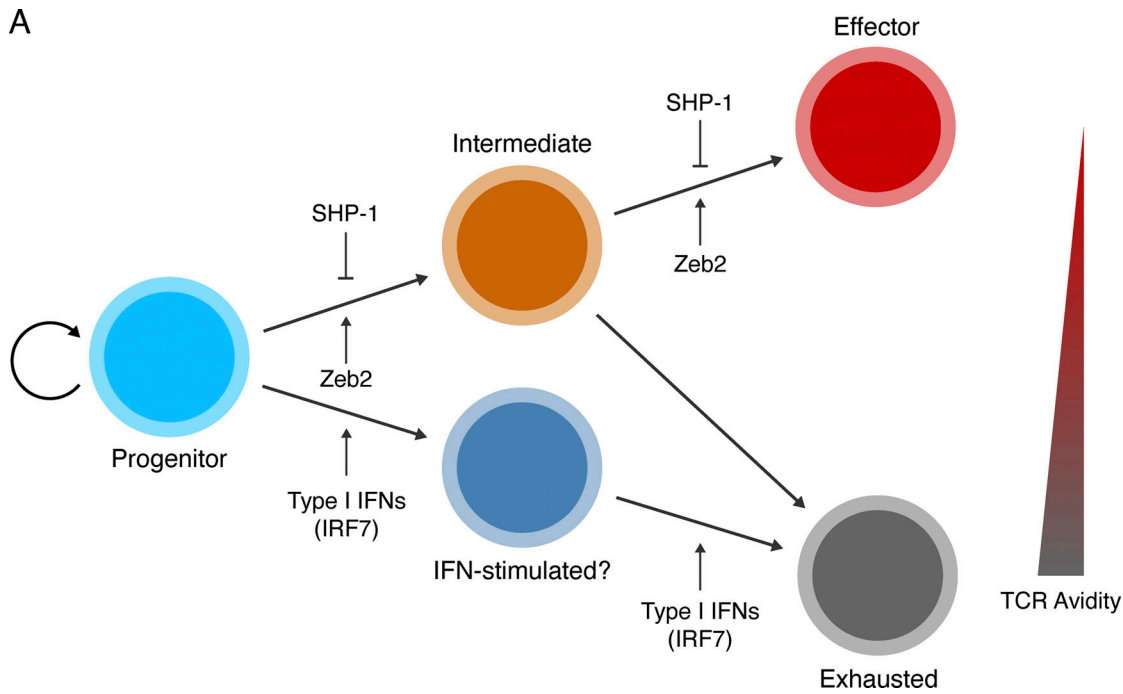 A
Effector
SHP-1
Intermediate
SHP-1
Zeb2
Zeb2
Progenitor
Type I IFNs
(IRF7)
IFN-stimulated?
Type I IFNs
(IRF7)
TCR Avidity
Exhausted